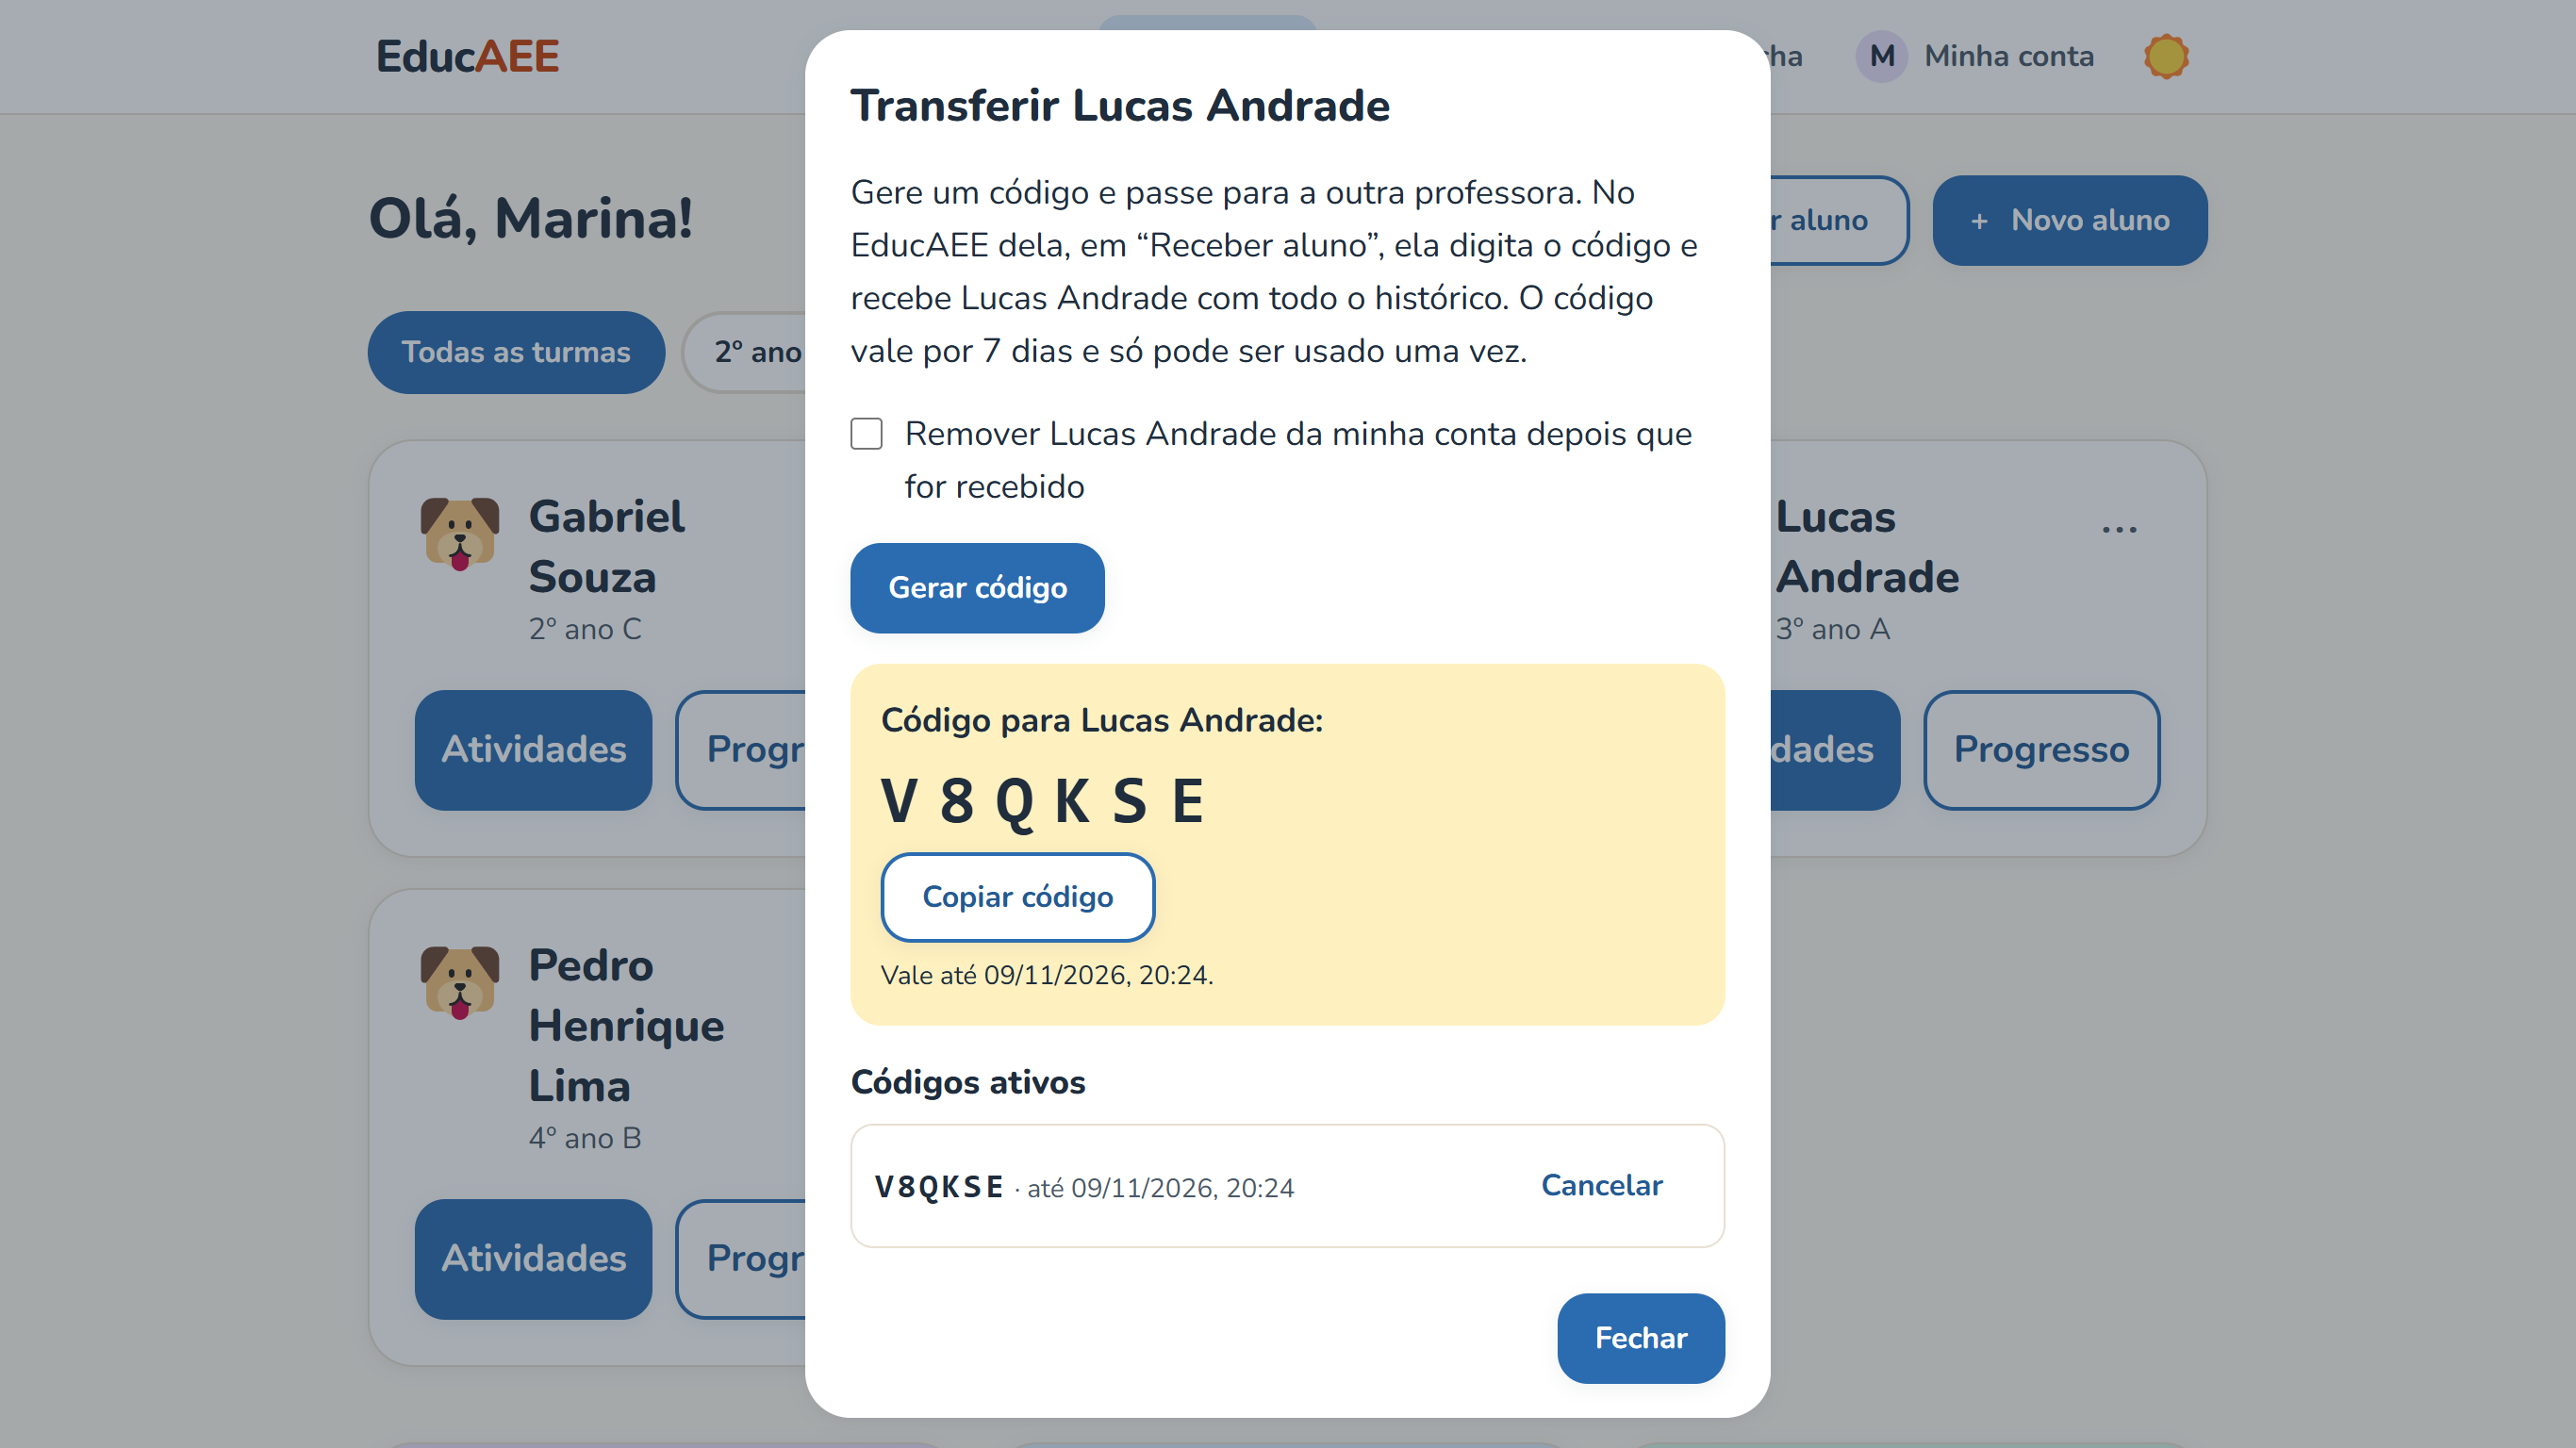 EducAEE
M Minha conta
Olá, Marina!
aluno
+ Novo aluno
Todas as turmas
2º ano
Gabriel
Souza
2º ano C
Atividades
Lucas
Andrade
...
3º ano A
Progresso
Pedro
Henrique
Lima
4º ano B
Atividades
Transferir Lucas Andrade
Gere um código e passe para a outra professora. No
EducAEE dela, em “Receber aluno”, ela digita o código e
recebe Lucas Andrade com todo o histórico. O código
vale por 7 dias e só pode ser usado uma vez.
Remover Lucas Andrade da minha conta depois que
for recebido
Gerar código
Código para Lucas Andrade:
V8QKSE
Copiar código
Vale até 09/11/2026, 20:24.
Códigos ativos
V8QKSE · até 09/11/2026, 20:24
Cancelar
Fechar